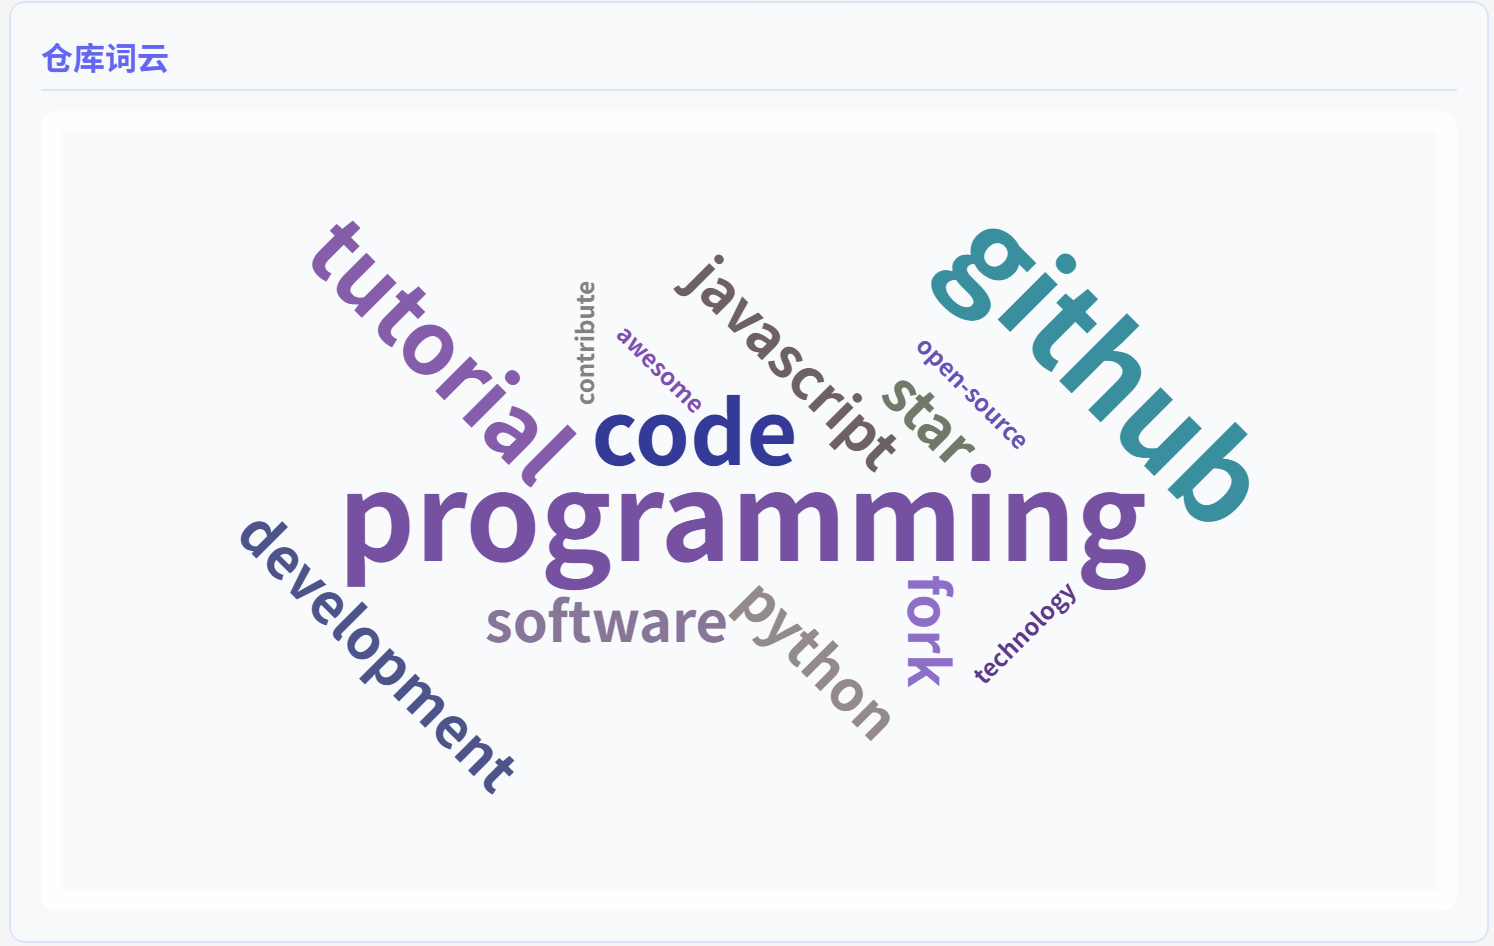 仓库词云
tutorial
github
contribute
awesome
javascript
open-source
star
code
programming
development
software
python
fork
technology